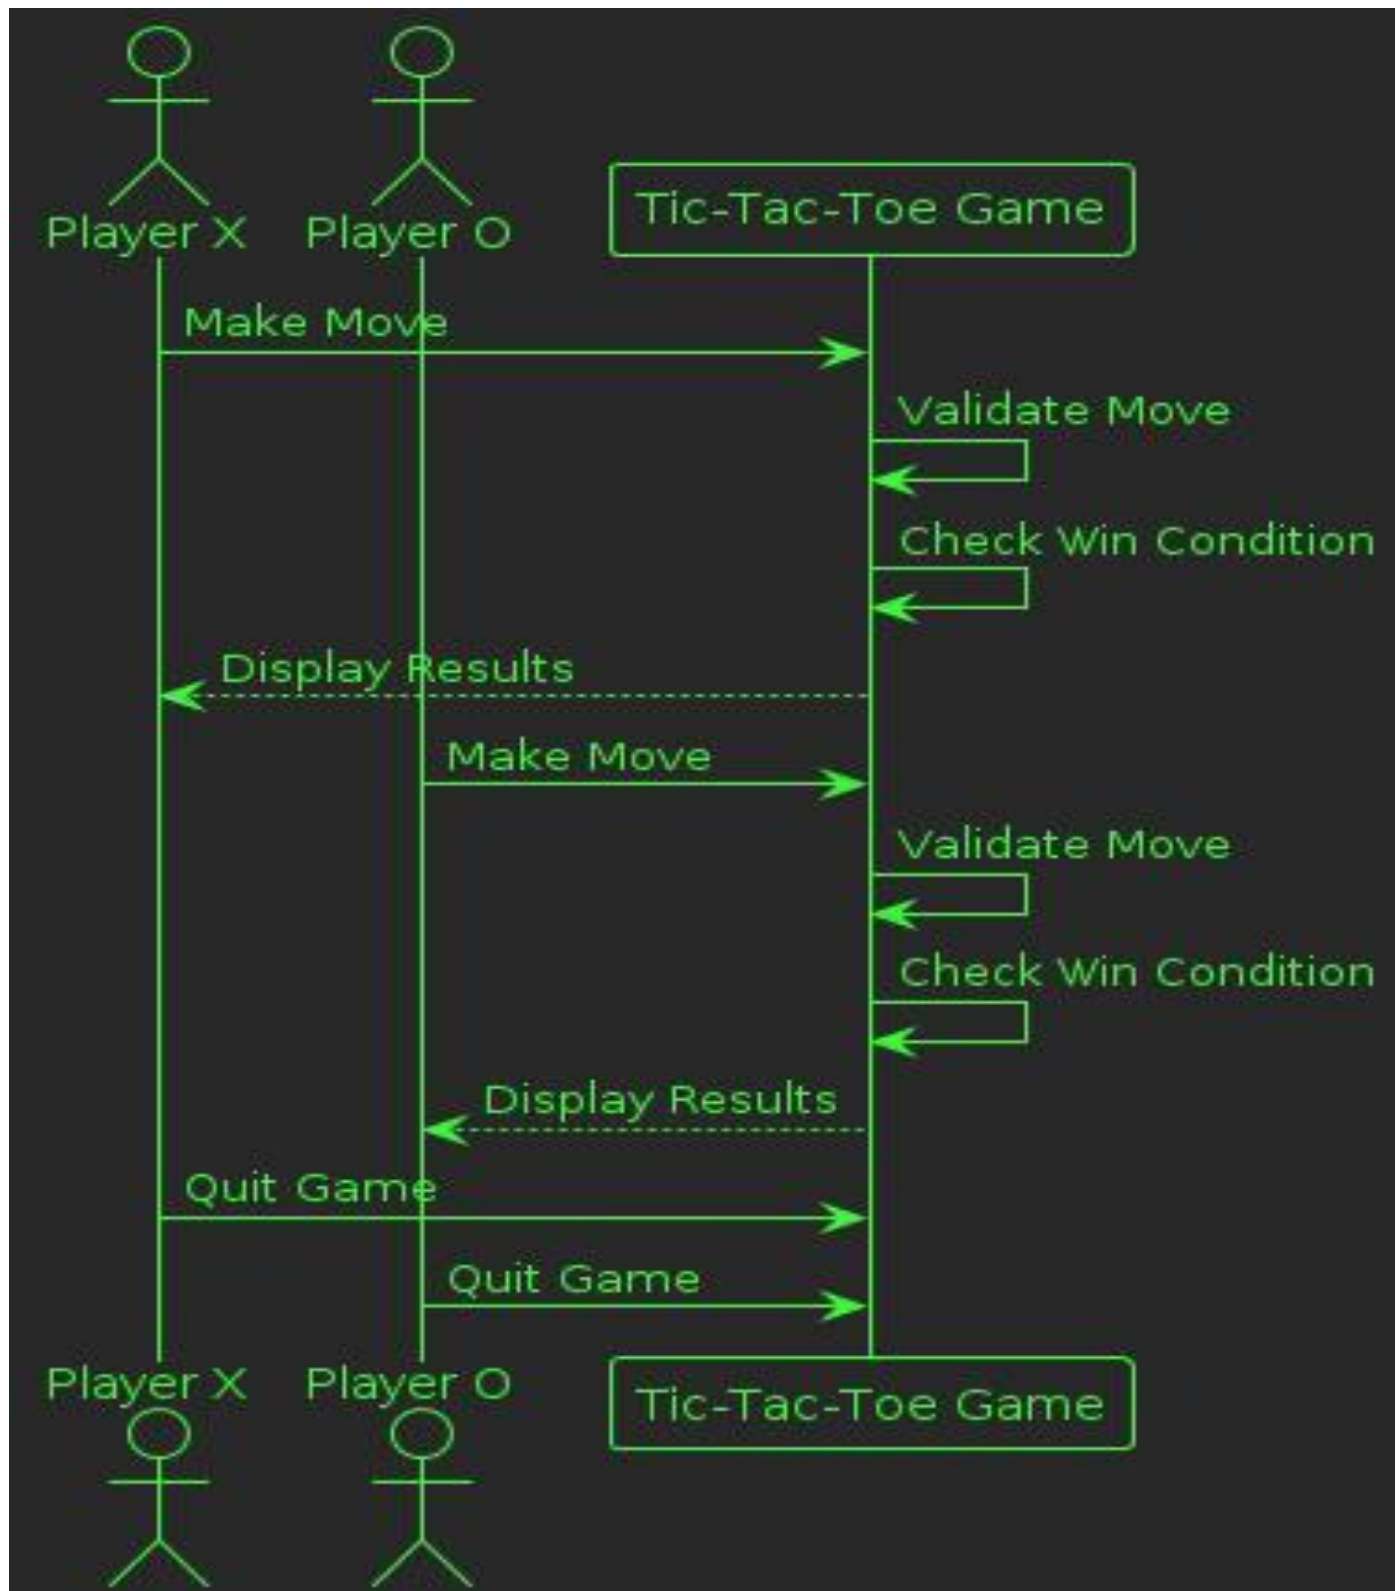 Player X
Player O
Tic-Tac-Toe Game
Make Move
Validate Move
Check Win Condition
Display Results
Make Move
Validate Move
Check Win Condition
Display Results
Quit Game
Quit Game
Player X
Player O
Tic-Tac-Toe Game